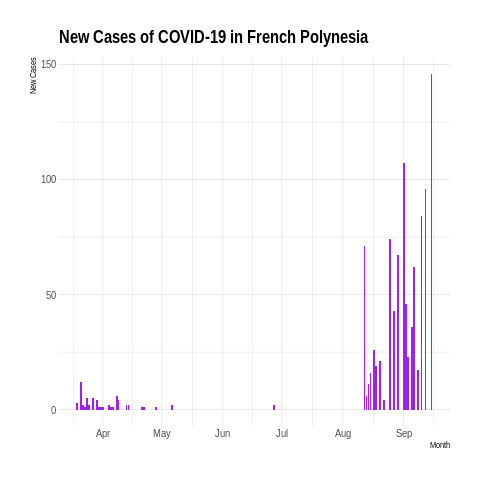 New Cases of COVID-19 in French Polynesia
New Cases
150
100
50
0
Apr May Jun Jul Aug Sep
Month